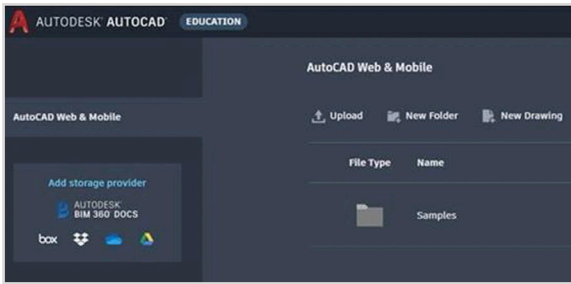 AUTODESK® AUTOCAD® EDUCATION
AutoCAD Web & Mobile
AutoCAD Web & Mobile
Upload New Folder New Drawing
File Type Name
Samples
Add storage provider
AUTODESK®
BIM 360® DOCS
box